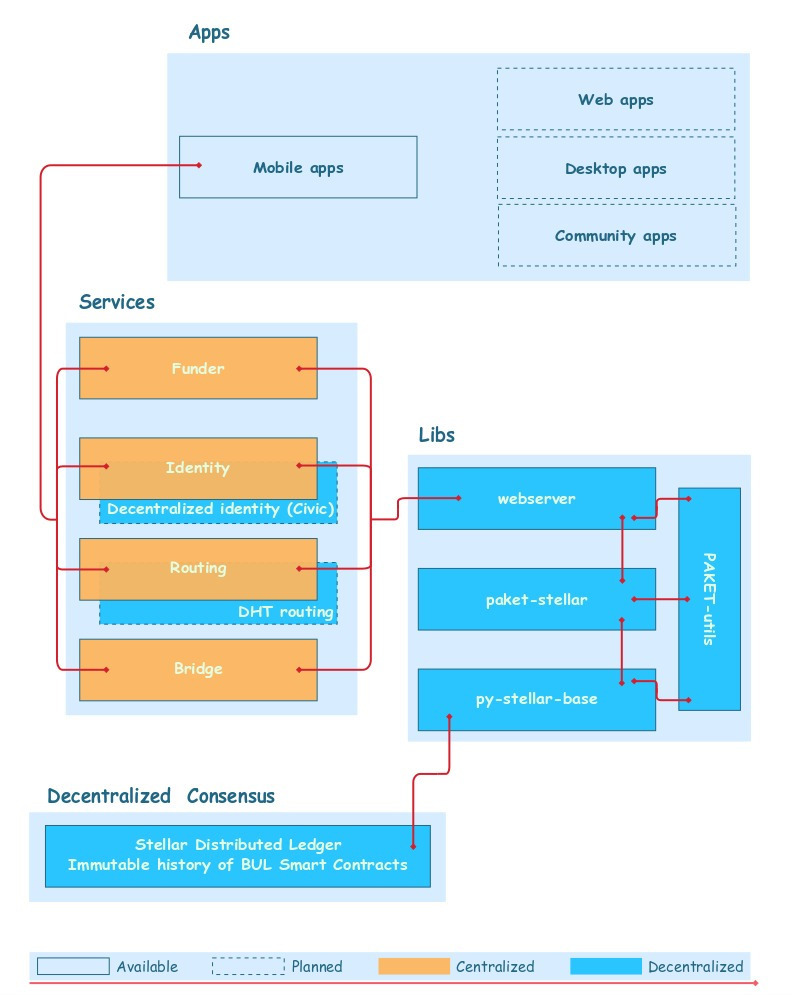 Apps
Web apps
Mobile apps
Desktop apps
Community apps
Services
Funder
Identity
Decentralized identity (Civic)
Routing
DHT routing
Bridge
Libs
webserver
paket-stellar
py-stellar-base
PAKET-utils
Decentralized Consensus
Stellar Distributed Ledger
Immutable history of BUL Smart Contracts
Available
Planned
Centralized
Decentralized